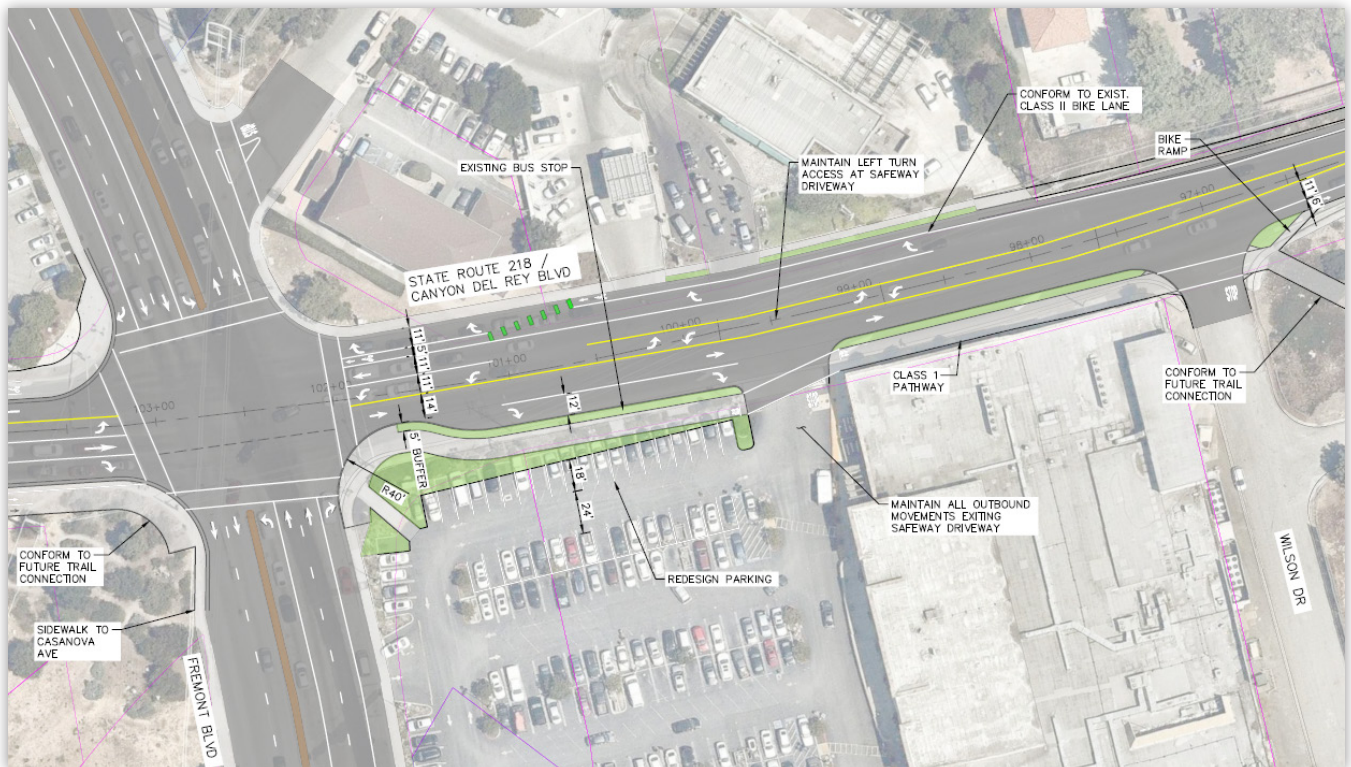 CONFORM TO EXIST.
CLASS II BIKE LANE
BIKE
RAMP
EXISTING BUS STOP
MAINTAIN LEFT TURN
ACCESS AT SAFEWAY
DRIVEWAY
97+00
11'
6'
98+00
STATE ROUTE 218 /
CANYON DEL REY BLVD
99+00
STOP
100+00
11'
5'
11'
11'
14'
101+00
102+00
103+00
CLASS 1
PATHWAY
CONFORM TO
FUTURE TRAIL
CONNECTION
12'
STOP
5' BUFFER
R40'
18'
24'
MAINTAIN ALL OUTBOUND
MOVEMENTS EXITING
SAFEWAY DRIVEWAY
CONFORM TO
FUTURE TRAIL
CONNECTION
REDESIGN PARKING
WILSON DR
SIDEWALK TO
CASANOVA
AVE
FREMONT BLVD